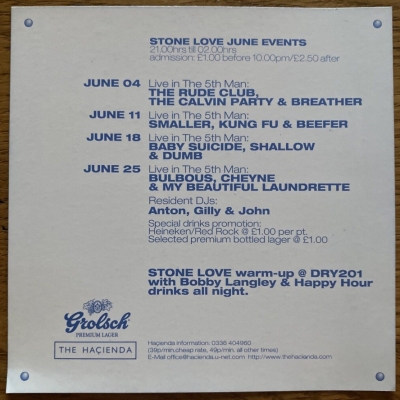 STONE LOVE JUNE EVENTS
21.00hrs till 02.00hrs
admission: £1.00 before 10.00pm/£2.50 after
JUNE 04 Live in The 5th Man:
THE RUDE CLUB,
THE CALVIN PARTY & BREATHER
JUNE 11 Live in The 5th Man:
SMALLER, KUNG FU & BEEFER
JUNE 18 Live in The 5th Man:
BABY SUICIDE, SHALLOW
& DUMB
JUNE 25 Live in The 5th Man:
BULBOUS, CHEYNE
& MY BEAUTIFUL LAUNDRETTE
Resident DJs:
Anton, Gilly & John
Special drinks promotion:
Heineken/Red Rock @ £1.00 per pt.
Selected premium bottled lager @ £1.00
STONE LOVE warm-up @ DRY201
with Bobby Langley & Happy Hour
drinks all night.
Grolsch
PREMIUM LAGER
THE HAÇIENDA
Haçienda information: 0336 404660
(39p/min.cheap rate, 49p/min. all other times)
E-Mail office@hacienda.u-net.com http://www.thehacienda.com